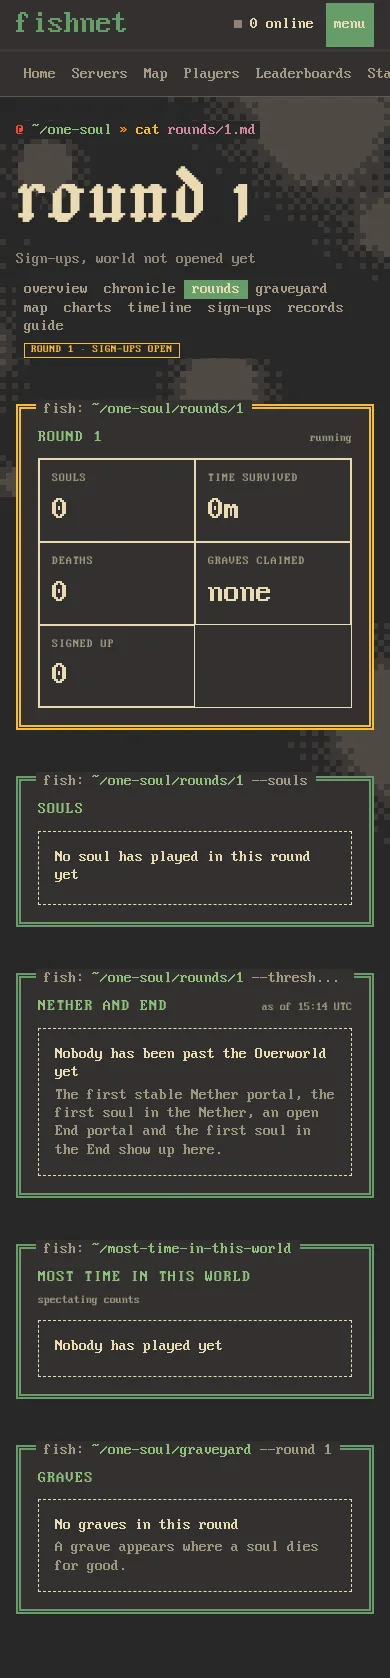 fishnet
0 online
menu
Home Servers Map Players Leaderboards Sta
@ ~/one-soul » cat rounds/1.md
round 1
Sign-ups, world not opened yet
overview chronicle rounds graveyard
map charts timeline sign-ups records
guide
ROUND 1 - SIGN-UPS OPEN
fish: ~/one-soul/rounds/1
ROUND 1
running
SOULS
TIME SURVIVED
0
0m
DEATHS
GRAVES CLAIMED
0
none
SIGNED UP
0
fish: ~/one-soul/rounds/1 --souls
SOULS
No soul has played in this round
yet
fish: ~/one-soul/rounds/1 --thresh...
NETHER AND END
as of 15:14 UTC
Nobody has been past the Overworld
yet
The first stable Nether portal, the
first soul in the Nether, an open
End portal and the first soul in
the End show up here.
fish: ~/most-time-in-this-world
MOST TIME IN THIS WORLD
spectating counts
Nobody has played yet
fish: ~/one-soul/graveyard --round 1
GRAVES
No graves in this round
A grave appears where a soul dies
for good.